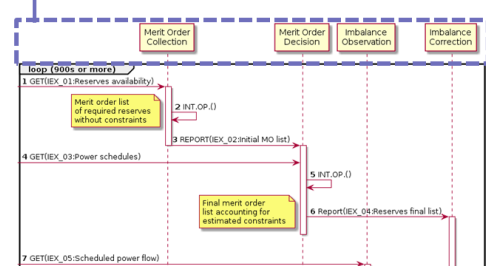 Merit Order
Collection
Merit Order
Decision
Imbalance
Observation
Imbalance
Correction
loop (900s or more)
1 GET(IEX_01:Reserves availability)
Merit order list
of required reserves
without constraints
2 INT.OP.()
3 REPORT(IEX_02:Initial MO list)
4 GET(IEX_03:Power schedules)
5 INT.OP.()
Final merit order
list accounting for
estimated constraints
6 Report(IEX_04:Reserves final list)
7 GET(IEX_05:Scheduled power flow)